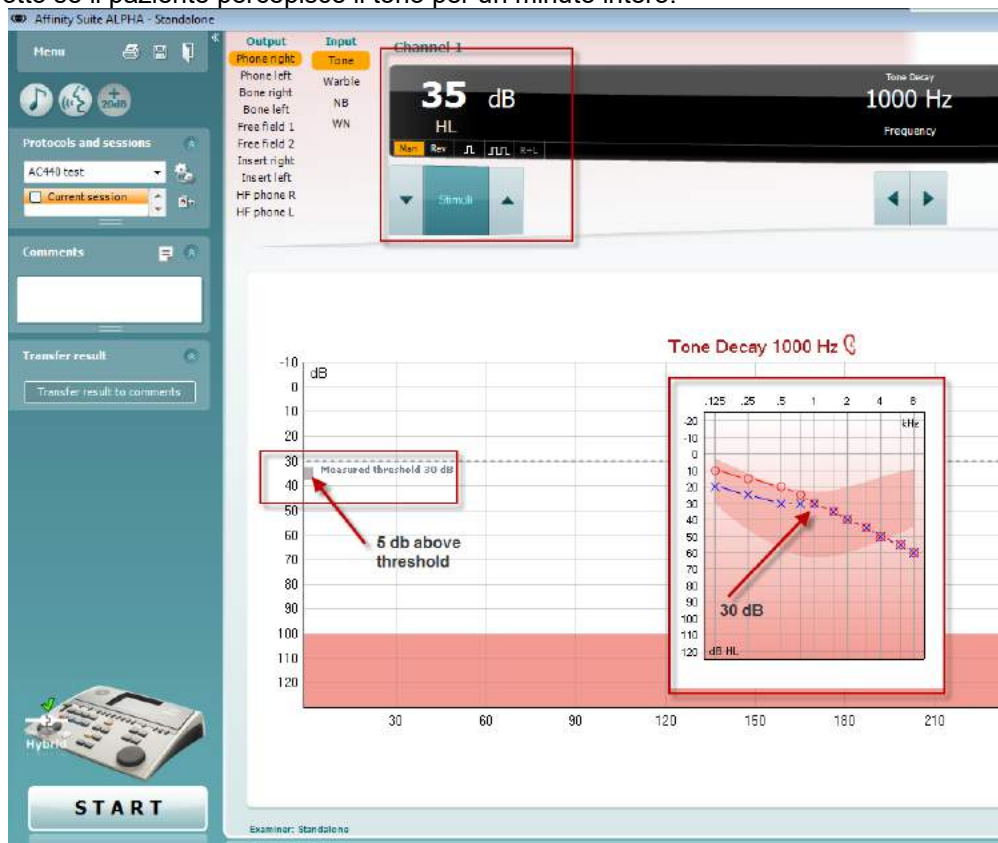 Affinity Suite ALPHA - Standalone
Menu
20dB
Protocols and sessions
AC440 test
Current session
Comments
Transfer result
Transfer result to comments
Hybrid
START
Output
Phone right
Phone left
Bone right
Bone left
Free field 1
Free field 2
Insert right
Insert left
HF phone R
HF phone L
Input
Tone
Warble
NB
WN
Channel 1
35 dB
HL
Man Rev
Stimuli
Tone Decay
1000 Hz
Frequency
Tone Decay 1000 Hz
dB
-10
0
10
20
30
40
50
60
70
80
90
100
110
120
Measured threshold 30 dB
5 db above
threshold
.125 .25 .5 1 2 4 8
kHz
-20
-10
0
10
20
30
40
50
60
70
80
90
100
110
120
dB HL
30 dB
30 60 90 120 150 180 210
Examiner: Standalone